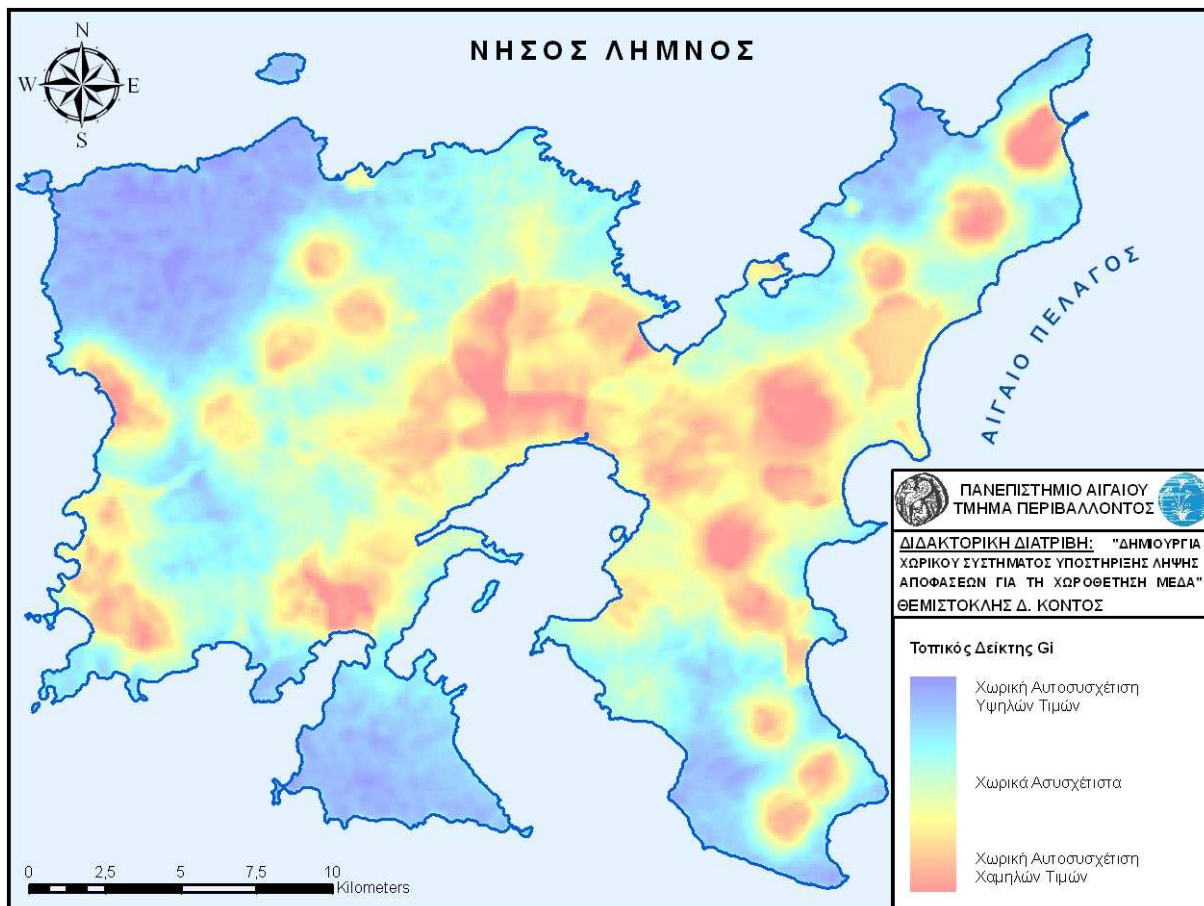 ΝΗΣΟΣ ΛΗΜΝΟΣ
N
W E
S
ΑΙΓΑΙΟ ΠΕΛΑΓΟΣ
ΠΑΝΕΠΙΣΤΗΜΙΟ ΑΙΓΑΙΟΥ
ΤΜΗΜΑ ΠΕΡΙΒΑΛΛΟΝΤΟΣ
ΔΙΔΑΚΤΟΡΙΚΗ ΔΙΑΤΡΙΒΗ: "ΔΗΜΙΟΥΡΓΙΑ
ΧΩΡΙΚΟΥ ΣΥΣΤΗΜΑΤΟΣ ΥΠΟΣΤΗΡΙΞΗΣ ΛΗΨΗΣ
ΑΠΟΦΑΣΕΩΝ ΓΙΑ ΤΗ ΧΩΡΟΘΕΤΗΣΗ ΜΕΔΑ"
ΘΕΜΙΣΤΟΚΛΗΣ Δ. ΚΟΝΤΟΣ
Τοπικός Δείκτης Gi
Χωρική Αυτοσυσχέτιση
Υψηλών Τιμών
Χωρικά Ασυσχέτιστα
Χωρική Αυτοσυσχέτιση
Χαμηλών Τιμών
0 2,5 5 7,5 10
Kilometers